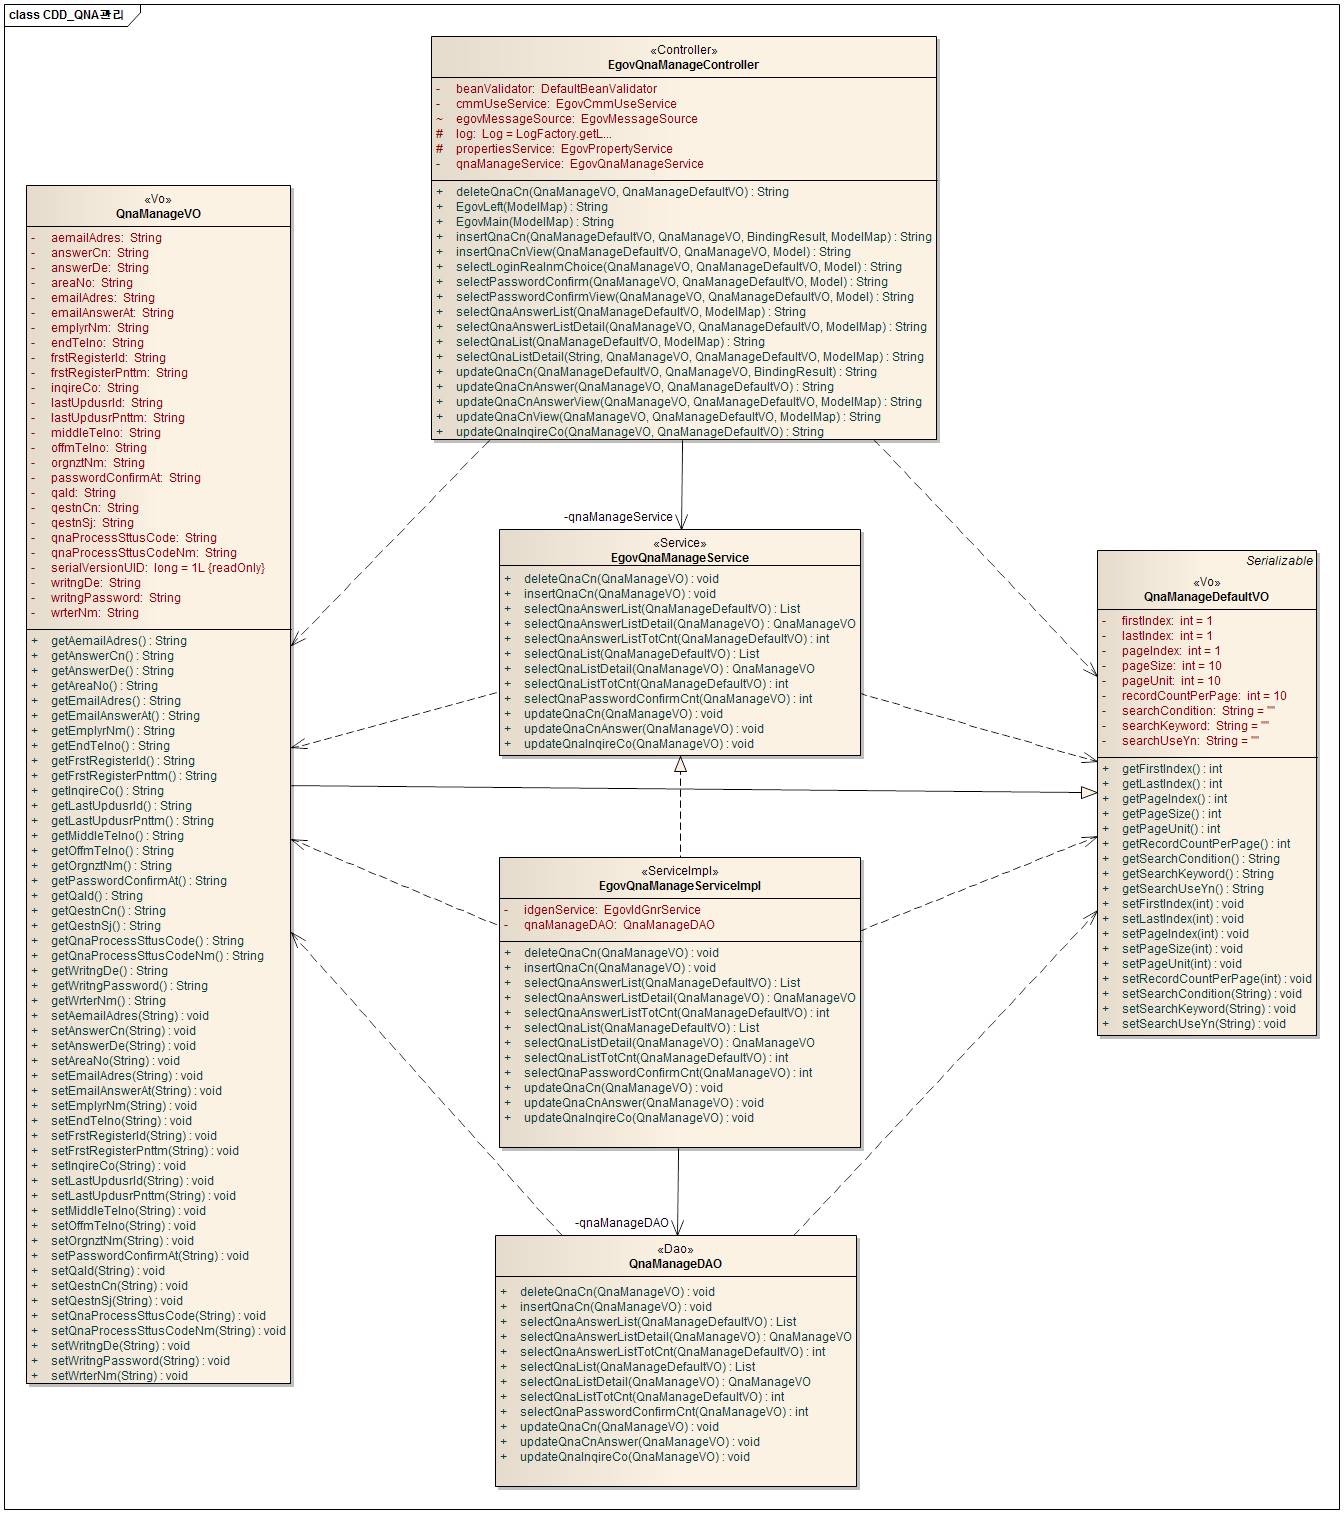 class CDD_QNA관리
«Controller»
EgovQnaManageController
- beanValidator: DefaultBeanValidator
- cmmUseService: EgovCmmUseService
~ egovMessageSource: EgovMessageSource
# log: Log = LogFactory.getL...
# propertiesService: EgovPropertyService
- qnaManageService: EgovQnaManageService
+ deleteQnaCn(QnaManageVO, QnaManageDefaultVO) : String
+ EgovLeft(ModelMap) : String
+ EgovMain(ModelMap) : String
+ insertQnaCn(QnaManageDefaultVO, QnaManageVO, BindingResult, ModelMap) : String
+ insertQnaCnView(QnaManageDefaultVO, QnaManageVO, Model) : String
+ selectLoginRealnmChoice(QnaManageVO, QnaManageDefaultVO, Model) : String
+ selectPasswordConfirm(QnaManageVO, QnaManageDefaultVO, Model) : String
+ selectPasswordConfirmView(QnaManageVO, QnaManageDefaultVO, Model) : String
+ selectQnaAnswerList(QnaManageDefaultVO, ModelMap) : String
+ selectQnaAnswerListDetail(QnaManageVO, QnaManageDefaultVO, ModelMap) : String
+ selectQnaList(QnaManageDefaultVO, ModelMap) : String
+ selectQnaListDetail(String, QnaManageVO, QnaManageDefaultVO, ModelMap) : String
+ updateQnaCn(QnaManageDefaultVO, QnaManageVO, BindingResult) : String
+ updateQnaCnAnswer(QnaManageVO, QnaManageDefaultVO) : String
+ updateQnaCnAnswerView(QnaManageVO, QnaManageDefaultVO, ModelMap) : String
+ updateQnaCnView(QnaManageVO, QnaManageDefaultVO, ModelMap) : String
+ updateQnaInqireCo(QnaManageVO, QnaManageDefaultVO) : String
«Vo»
QnaManageVO
- aemailAdres: String
- answerCn: String
- answerDe: String
- areaNo: String
- emailAdres: String
- emailAnswerAt: String
- emplyrNm: String
- endTelno: String
- frstRegisterId: String
- frstRegisterPnttm: String
- inqireCo: String
- lastUpdusrId: String
- lastUpdusrPnttm: String
- middleTelno: String
- offmTelno: String
- orgnztNm: String
- passwordConfirmAt: String
- qaId: String
- qestnCn: String
- qestnSj: String
- qnaProcessSttusCode: String
- qnaProcessSttusCodeNm: String
- serialVersionUID: long = 1L {readOnly}
- writngDe: String
- writngPassword: String
- wrterNm: String
+ getAemailAdres() : String
+ getAnswerCn() : String
+ getAnswerDe() : String
+ getAreaNo() : String
+ getEmailAdres() : String
+ getEmailAnswerAt() : String
+ getEmplyrNm() : String
+ getEndTelno() : String
+ getFrstRegisterId() : String
+ getFrstRegisterPnttm() : String
+ getInqireCo() : String
+ getLastUpdusrId() : String
+ getLastUpdusrPnttm() : String
+ getMiddleTelno() : String
+ getOffmTelno() : String
+ getOrgnztNm() : String
+ getPasswordConfirmAt() : String
+ getQaId() : String
+ getQestnCn() : String
+ getQestnSj() : String
+ getQnaProcessSttusCode() : String
+ getQnaProcessSttusCodeNm() : String
+ getWritngDe() : String
+ getWritngPassword() : String
+ getWrterNm() : String
+ setAemailAdres(String) : void
+ setAnswerCn(String) : void
+ setAnswerDe(String) : void
+ setAreaNo(String) : void
+ setEmailAdres(String) : void
+ setEmailAnswerAt(String) : void
+ setEmplyrNm(String) : void
+ setEndTelno(String) : void
+ setFrstRegisterId(String) : void
+ setFrstRegisterPnttm(String) : void
+ setInqireCo(String) : void
+ setLastUpdusrId(String) : void
+ setLastUpdusrPnttm(String) : void
+ setMiddleTelno(String) : void
+ setOffmTelno(String) : void
+ setOrgnztNm(String) : void
+ setPasswordConfirmAt(String) : void
+ setQaId(String) : void
+ setQestnCn(String) : void
+ setQestnSj(String) : void
+ setQnaProcessSttusCode(String) : void
+ setQnaProcessSttusCodeNm(String) : void
+ setWritngDe(String) : void
+ setWritngPassword(String) : void
+ setWrterNm(String) : void
-qnaManageService
«Service»
EgovQnaManageService
+ deleteQnaCn(QnaManageVO) : void
+ insertQnaCn(QnaManageVO) : void
+ selectQnaAnswerList(QnaManageDefaultVO) : List
+ selectQnaAnswerListDetail(QnaManageVO) : QnaManageVO
+ selectQnaAnswerListTotCnt(QnaManageDefaultVO) : int
+ selectQnaList(QnaManageDefaultVO) : List
+ selectQnaListDetail(QnaManageVO) : QnaManageVO
+ selectQnaListTotCnt(QnaManageDefaultVO) : int
+ selectQnaPasswordConfirmCnt(QnaManageVO) : int
+ updateQnaCn(QnaManageVO) : void
+ updateQnaCnAnswer(QnaManageVO) : void
+ updateQnaInqireCo(QnaManageVO) : void
Serializable
«Vo»
QnaManageDefaultVO
- firstIndex: int = 1
- lastIndex: int = 1
- pageIndex: int = 1
- pageSize: int = 10
- pageUnit: int = 10
- recordCountPerPage: int = 10
- searchCondition: String = ""
- searchKeyword: String = ""
- searchUseYn: String = ""
+ getFirstIndex() : int
+ getLastIndex() : int
+ getPageIndex() : int
+ getPageSize() : int
+ getPageUnit() : int
+ getRecordCountPerPage() : int
+ getSearchCondition() : String
+ getSearchKeyword() : String
+ getSearchUseYn() : String
+ setFirstIndex(int) : void
+ setLastIndex(int) : void
+ setPageIndex(int) : void
+ setPageSize(int) : void
+ setPageUnit(int) : void
+ setRecordCountPerPage(int) : void
+ setSearchCondition(String) : void
+ setSearchKeyword(String) : void
+ setSearchUseYn(String) : void
«ServiceImpl»
EgovQnaManageServiceImpl
- idgenService: EgovIdGnrService
- qnaManageDAO: QnaManageDAO
+ deleteQnaCn(QnaManageVO) : void
+ insertQnaCn(QnaManageVO) : void
+ selectQnaAnswerList(QnaManageDefaultVO) : List
+ selectQnaAnswerListDetail(QnaManageVO) : QnaManageVO
+ selectQnaAnswerListTotCnt(QnaManageDefaultVO) : int
+ selectQnaList(QnaManageDefaultVO) : List
+ selectQnaListDetail(QnaManageVO) : QnaManageVO
+ selectQnaListTotCnt(QnaManageDefaultVO) : int
+ selectQnaPasswordConfirmCnt(QnaManageVO) : int
+ updateQnaCn(QnaManageVO) : void
+ updateQnaCnAnswer(QnaManageVO) : void
+ updateQnaInqireCo(QnaManageVO) : void
-qnaManageDAO
«Dao»
QnaManageDAO
+ deleteQnaCn(QnaManageVO) : void
+ insertQnaCn(QnaManageVO) : void
+ selectQnaAnswerList(QnaManageDefaultVO) : List
+ selectQnaAnswerListDetail(QnaManageVO) : QnaManageVO
+ selectQnaAnswerListTotCnt(QnaManageDefaultVO) : int
+ selectQnaList(QnaManageDefaultVO) : List
+ selectQnaListDetail(QnaManageVO) : QnaManageVO
+ selectQnaListTotCnt(QnaManageDefaultVO) : int
+ selectQnaPasswordConfirmCnt(QnaManageVO) : int
+ updateQnaCn(QnaManageVO) : void
+ updateQnaCnAnswer(QnaManageVO) : void
+ updateQnaInqireCo(QnaManageVO) : void